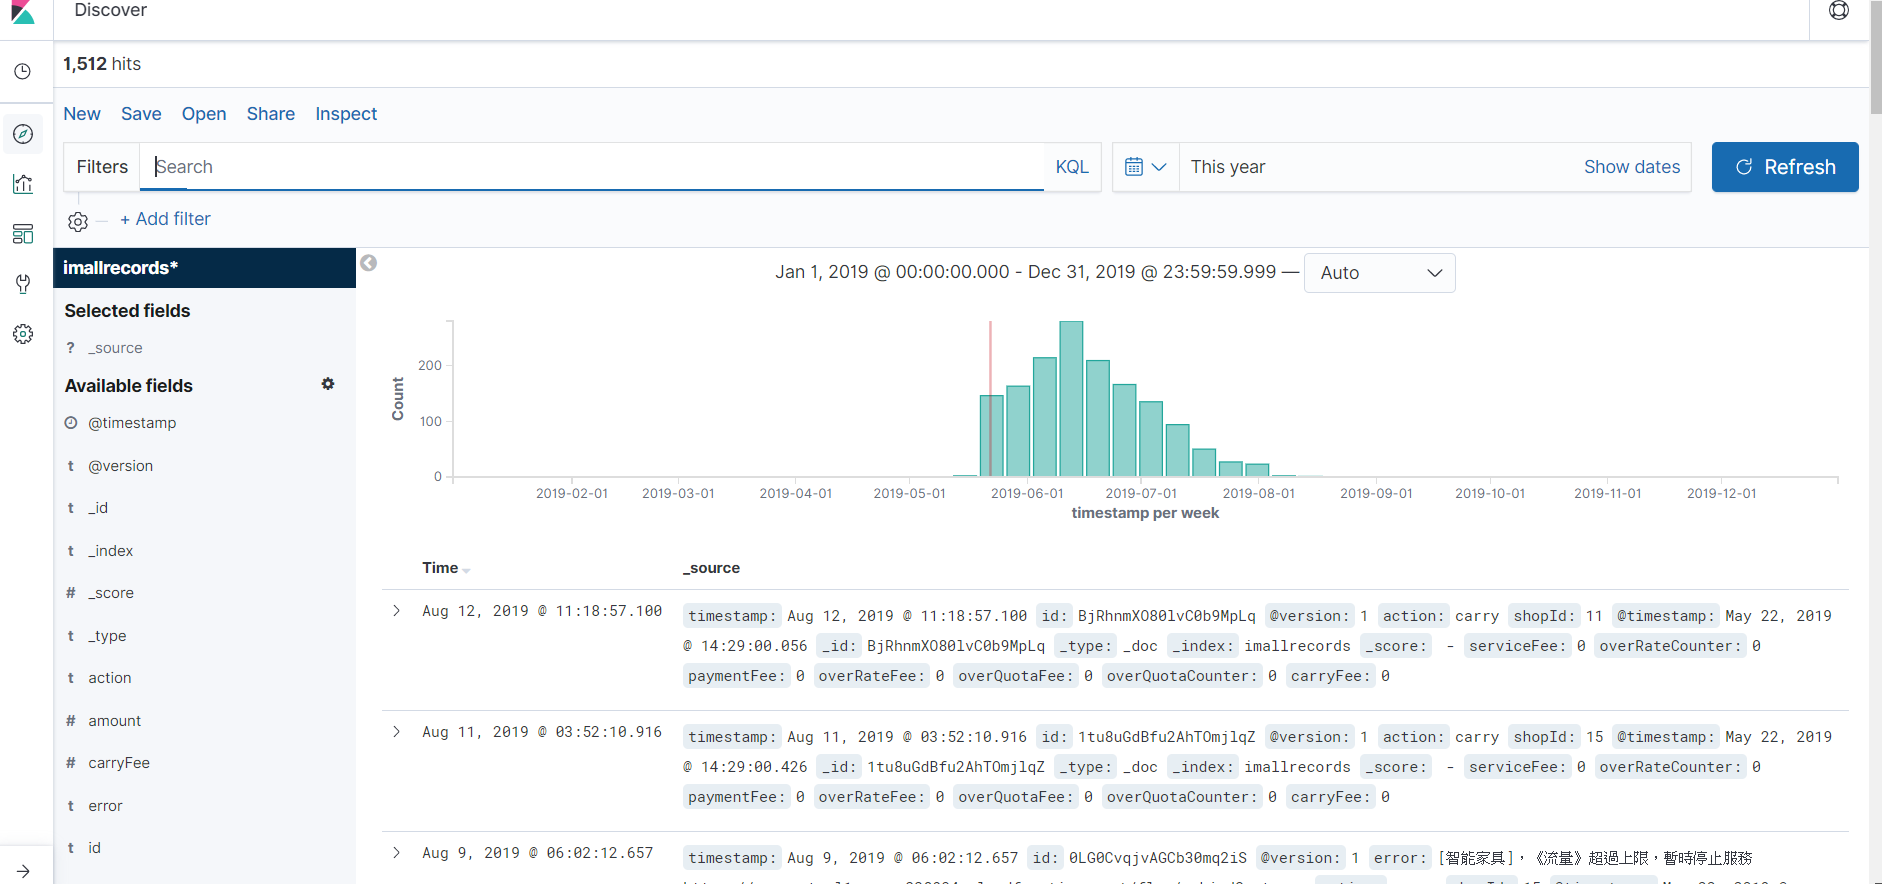 Discover
1,512 hits
New Save Open Share Inspect
Filters Search KQL This year Show dates Refresh
+ Add filter
imallrecords*
Selected fields
? _source
Available fields
@timestamp
t @version
t _id
t _index
# _score
t _type
t action
# amount
# carryFee
t error
t id
Jan 1, 2019 @ 00:00:00.000 - Dec 31, 2019 @ 23:59:59.999 — Auto
Count
200
100
0
2019-02-01 2019-03-01 2019-04-01 2019-05-01 2019-06-01 2019-07-01 2019-08-01 2019-09-01 2019-10-01 2019-11-01 2019-12-01
timestamp per week
Time _source
Aug 12, 2019 @ 11:18:57.100 timestamp: Aug 12, 2019 @ 11:18:57.100 id: BjRhnmXO80lvC0b9MpLq @version: 1 action: carry shopId: 11 @timestamp: May 22, 2019
@ 14:29:00.056 _id: BjRhnmXO80lvC0b9MpLq _type: _doc _index: imallrecords _score: - serviceFee: 0 overRateCounter: 0
paymentFee: 0 overRateFee: 0 overQuotaFee: 0 overQuotaCounter: 0 carryFee: 0
Aug 11, 2019 @ 03:52:10.916 timestamp: Aug 11, 2019 @ 03:52:10.916 id: 1tu8uGdBfu2AhTOmjlqZ @version: 1 action: carry shopId: 15 @timestamp: May 22, 2019
@ 14:29:00.426 _id: 1tu8uGdBfu2AhTOmjlqZ _type: _doc _index: imallrecords _score: - serviceFee: 0 overRateCounter: 0
paymentFee: 0 overRateFee: 0 overQuotaFee: 0 overQuotaCounter: 0 carryFee: 0
Aug 9, 2019 @ 06:02:12.657 timestamp: Aug 9, 2019 @ 06:02:12.657 id: 0LG0CvqjvAGCb30mq2iS @version: 1 error: [智能家具]，《流量》超過上限，暫時停止服務